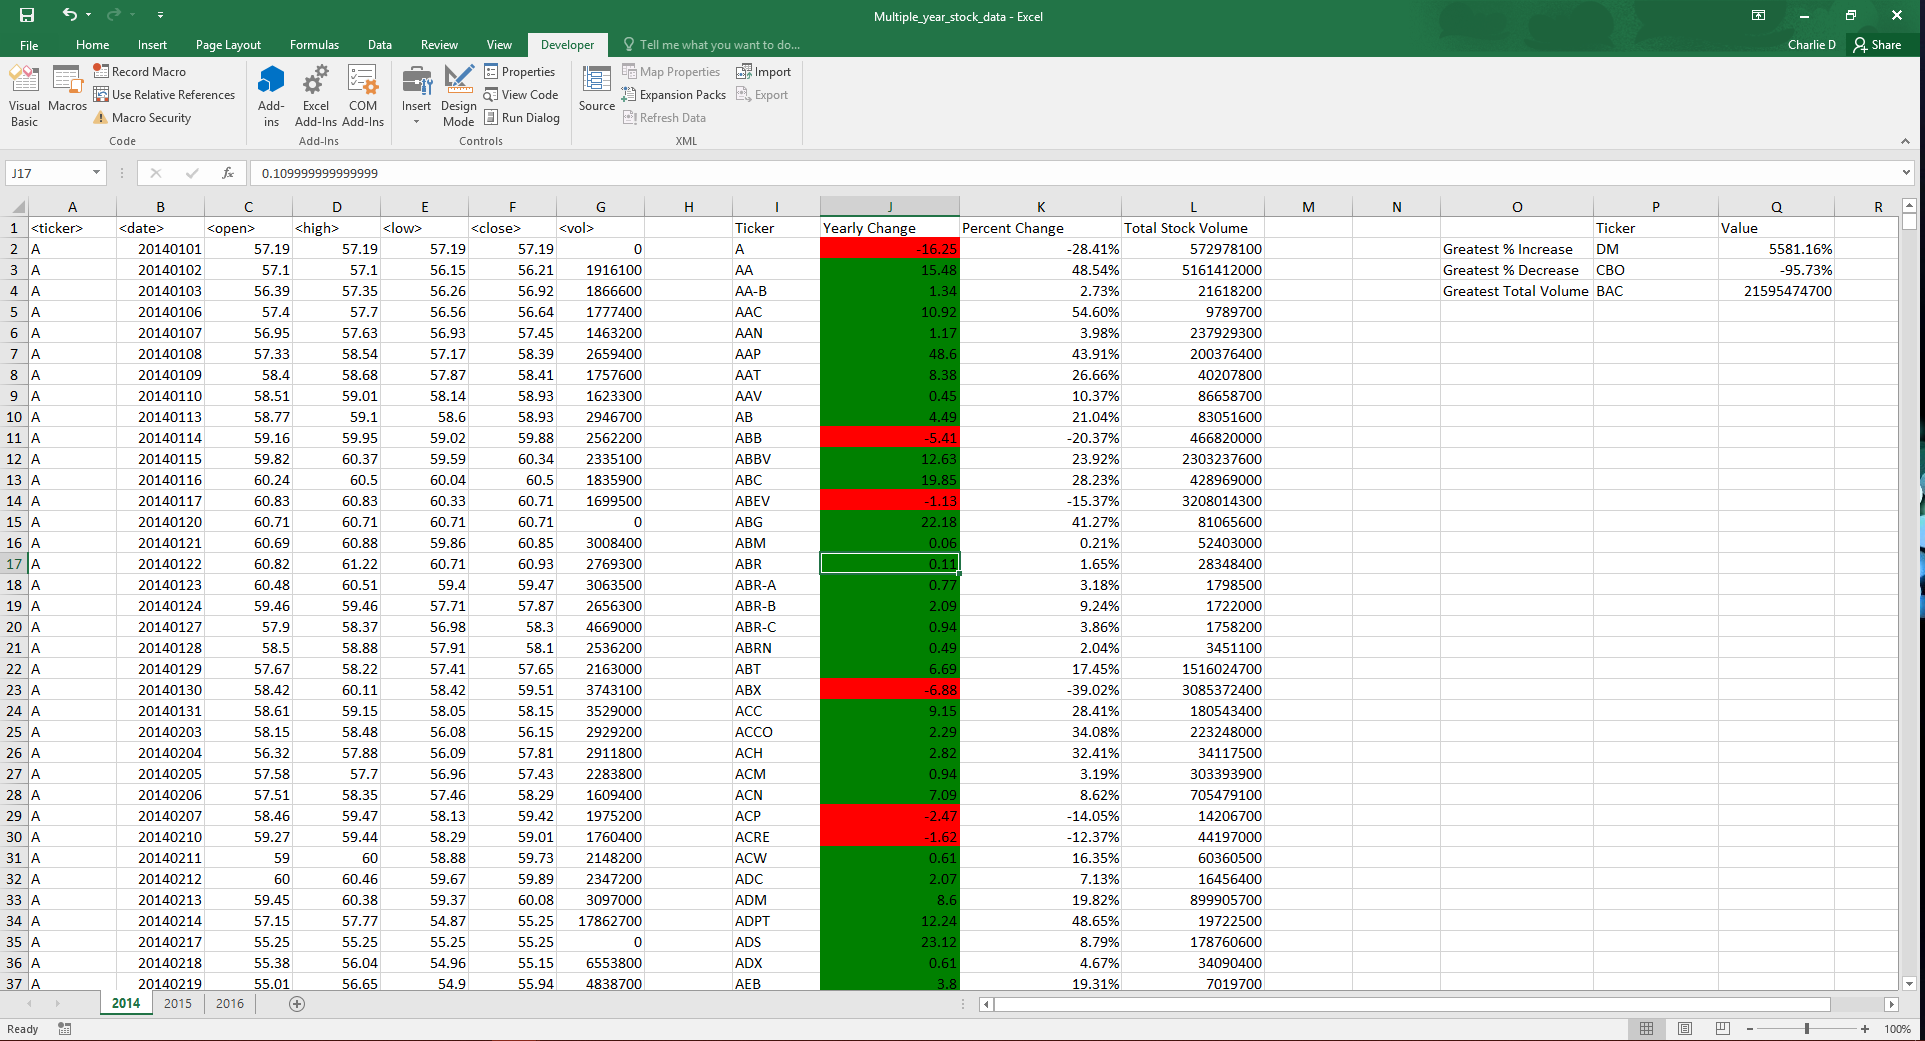 Multiple_year_stock_data - Excel
File Home Insert Page Layout Formulas Data Review View Developer Tell me what you want to do... Charlie D Share
Visual Basic
Macros
Record Macro
Use Relative References
Macro Security
Code
Add-ins
Excel Add-Ins
COM Add-Ins
Add-Ins
Insert
Design Mode
Properties
View Code
Run Dialog
Controls
Source
Map Properties
Expansion Packs
Refresh Data
Import
Export
XML
J17 fx 0.109999999999999
A B C D E F G H I J K L M N O P Q R
1 <ticker> <date> <open> <high> <low> <close> <vol> Ticker Yearly Change Percent Change Total Stock Volume Ticker Value
2 A 20140101 57.19 57.19 57.19 57.19 0 A -16.25 -28.41% 572978100 Greatest % Increase DM 5581.16%
3 A 20140102 57.1 57.1 56.15 56.21 1916100 AA 15.48 48.54% 5161412000 Greatest % Decrease CBO -95.73%
4 A 20140103 56.39 57.35 56.26 56.92 1866600 AA-B 1.34 2.73% 21618200 Greatest Total Volume BAC 21595474700
5 A 20140106 57.4 57.7 56.56 56.64 1777400 AAC 10.92 54.60% 9789700
6 A 20140107 56.95 57.63 56.93 57.45 1463200 AAN 1.17 3.98% 237929300
7 A 20140108 57.33 58.54 57.17 58.39 2659400 AAP 48.6 43.91% 200376400
8 A 20140109 58.4 58.68 57.87 58.41 1757600 AAT 8.38 26.66% 40207800
9 A 20140110 58.51 59.01 58.14 58.93 1623300 AAV 0.45 10.37% 86658700
10 A 20140113 58.77 59.1 58.6 58.93 2946700 AB 4.49 21.04% 83051600
11 A 20140114 59.16 59.95 59.02 59.88 2562200 ABB -5.41 -20.37% 466820000
12 A 20140115 59.82 60.37 59.59 60.34 2335100 ABBV 12.63 23.92% 2303237600
13 A 20140116 60.24 60.5 60.04 60.5 1835900 ABC 19.85 28.23% 428969000
14 A 20140117 60.83 60.83 60.33 60.71 1699500 ABEV -1.13 -15.37% 3208014300
15 A 20140120 60.71 60.71 60.71 60.71 0 ABG 22.18 41.27% 81065600
16 A 20140121 60.69 60.88 59.86 60.85 3008400 ABM 0.06 0.21% 52403000
17 A 20140122 60.82 61.22 60.71 60.93 2769300 ABR 0.11 1.65% 28348400
18 A 20140123 60.48 60.51 59.4 59.47 3063500 ABR-A 0.77 3.18% 1798500
19 A 20140124 59.46 59.46 57.71 57.87 2656300 ABR-B 2.09 9.24% 1722000
20 A 20140127 57.9 58.37 56.98 58.3 4669000 ABR-C 0.94 3.86% 1758200
21 A 20140128 58.5 58.88 57.91 58.1 2536200 ABRN 0.49 2.04% 3451100
22 A 20140129 57.67 58.22 57.41 57.65 2163000 ABT 6.69 17.45% 1516024700
23 A 20140130 58.42 60.11 58.42 59.51 3743100 ABX -6.88 -39.02% 3085372400
24 A 20140131 58.61 59.15 58.05 58.15 3529000 ACC 9.15 28.41% 180543400
25 A 20140203 58.15 58.48 56.08 56.15 2929200 ACCO 2.29 34.08% 223248000
26 A 20140204 56.32 57.88 56.09 57.81 2911800 ACH 2.82 32.41% 34117500
27 A 20140205 57.58 57.7 56.96 57.43 2283800 ACM 0.94 3.19% 303393900
28 A 20140206 57.51 58.35 57.46 58.29 1609400 ACN 7.09 8.62% 705479100
29 A 20140207 58.46 59.47 58.13 59.42 1975200 ACP -2.47 -14.05% 14206700
30 A 20140210 59.27 59.44 58.29 59.01 1760400 ACRE -1.62 -12.37% 44197000
31 A 20140211 59 60 58.88 59.73 2148200 ACW 0.61 16.35% 60360500
32 A 20140212 60 60.46 59.67 59.89 2347200 ADC 2.07 7.13% 16456400
33 A 20140213 59.45 60.38 59.37 60.08 3097000 ADM 8.6 19.82% 899905700
34 A 20140214 57.15 57.77 54.87 55.25 17862700 ADPT 12.24 48.65% 19722500
35 A 20140217 55.25 55.25 55.25 55.25 0 ADS 23.12 8.79% 178760600
36 A 20140218 55.38 56.04 54.96 55.15 6553800 ADX 0.61 4.67% 34090400
37 A 20140219 55.01 56.65 54.9 55.94 4838700 AEB 3.8 19.31% 7019700
2014 2015 2016
Ready 100%